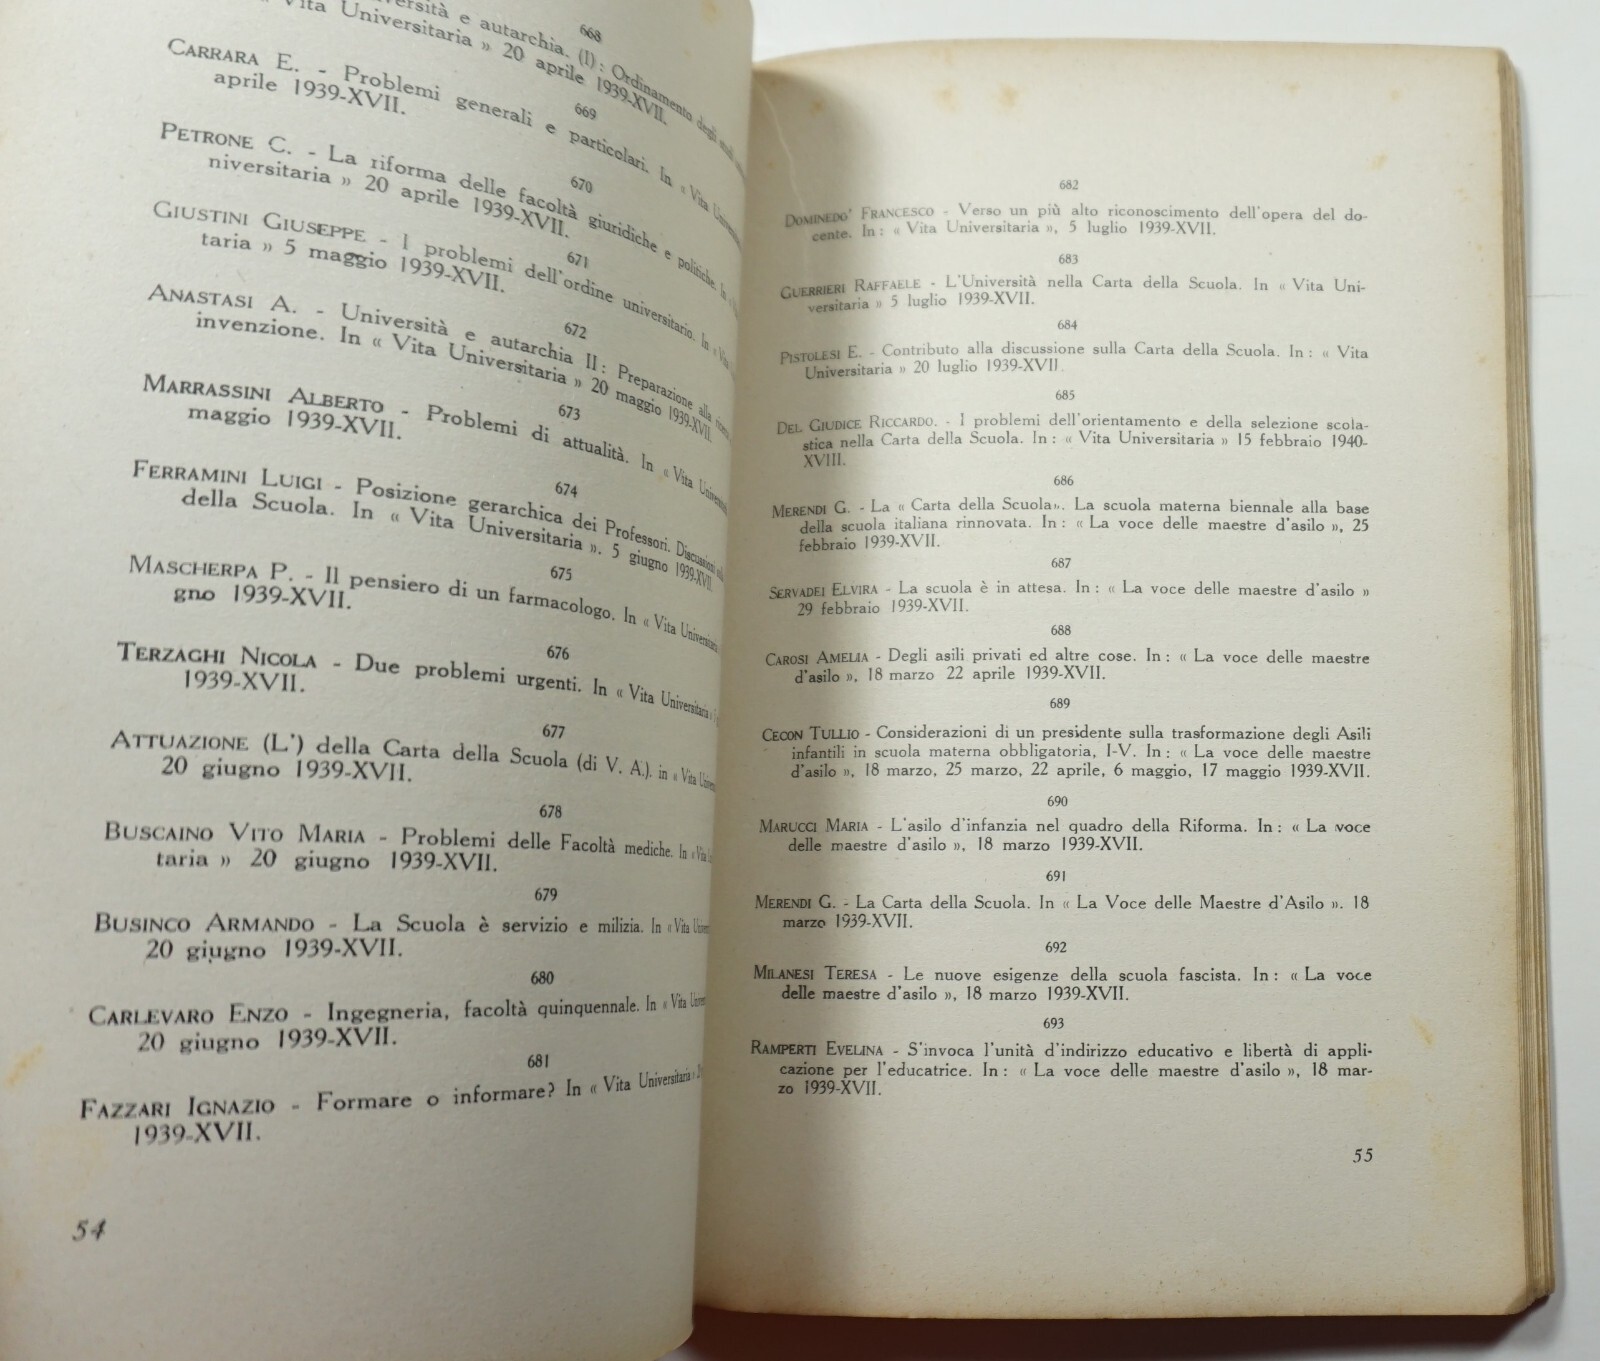 versità e autarchia. (I): Ordinamento degli studi
Vita Universitaria » 20 aprile 1939-XVII.
668
CARRARA E. - Problemi generali e particolari. In « Vita Universitaria
aprile 1939-XVII.
669
PETRONE C. - La riforma delle facoltà giuridiche e politiche. In «
niversitaria » 20 aprile 1939-XVII.
670
GIUSTINI GIUSEPPE - I problemi dell'ordine universitario. In « Vita
taria » 5 maggio 1939-XVII.
671
ANASTASI A. - Università e autarchia II: Preparazione alla
invenzione. In « Vita Universitaria » 20 maggio 1939-XVII.
672
MARRASSINI ALBERTO - Problemi di attualità. In « Vita
maggio 1939-XVII.
673
FERRAMINI LUIGI - Posizione gerarchica dei Professori. Discussioni
della Scuola. In « Vita Universitaria ». 5 giugno 1939-XVII.
674
MASCHERPA P. - Il pensiero di un farmacologo. In « Vita
gno 1939-XVII.
675
TERZAGHI NICOLA - Due problemi urgenti. In « Vita Universitaria »
1939-XVII.
676
677
ATTUAZIONE (L') della Carta della Scuola (di V. A.). in « Vita
20 giugno 1939-XVII.
678
BUSCAINO VITO MARIA - Problemi delle Facoltà mediche. In « Vita
taria » 20 giugno 1939-XVII.
679
BUSINCO ARMANDO - La Scuola è servizio e milizia. In « Vita
20 giugno 1939-XVII.
680
CARLEVARO ENZO - Ingegneria, facoltà quinquennale. In « Vita
20 giugno 1939-XVII.
681
FAZZARI IGNAZIO - Formare o informare? In « Vita Universitaria »
1939-XVII.
54
682
DOMINEDO' FRANCESCO - Verso un più alto riconoscimento dell'opera del do-
cente. In: « Vita Universitaria », 5 luglio 1939-XVII.
683
GUERRIERI RAFFAELE - L'Università nella Carta della Scuola. In « Vita Uni-
versitaria » 5 luglio 1939-XVII.
684
PISTOLESI E. - Contributo alla discussione sulla Carta della Scuola. In: « Vita
Universitaria » 20 luglio 1939-XVII.
685
DEL GIUDICE RICCARDO. - I problemi dell'orientamento e della selezione scola-
stica nella Carta della Scuola. In: « Vita Universitaria » 15 febbraio 1940-
XVIII.
686
MERENDI G. - La « Carta della Scuola». La scuola materna biennale alla base
della scuola italiana rinnovata. In: « La voce delle maestre d'asilo », 25
febbraio 1939-XVII.
687
SERVADEI ELVIRA - La scuola è in attesa. In: « La voce delle maestre d'asilo »
29 febbraio 1939-XVII.
688
CAROSI AMELIA - Degli asili privati ed altre cose. In: « La voce delle maestre
d'asilo », 18 marzo 22 aprile 1939-XVII.
689
CECON TULLIO - Considerazioni di un presidente sulla trasformazione degli Asili
infantili in scuola materna obbligatoria, I-V. In: « La voce delle maestre
d'asilo », 18 marzo, 25 marzo, 22 aprile, 6 maggio, 17 maggio 1939-XVII.
690
MARUCCI MARIA - L'asilo d'infanzia nel quadro della Riforma. In: « La voce
delle maestre d'asilo », 18 marzo 1939-XVII.
691
MERENDI G. - La Carta della Scuola. In « La Voce delle Maestre d'Asilo ». 18
marzo 1939-XVII.
692
MILANESI TERESA - Le nuove esigenze della scuola fascista. In: « La voce
delle maestre d'asilo », 18 marzo 1939-XVII.
693
RAMPERTI EVELINA - S'invoca l'unità d'indirizzo educativo e libertà di appli-
cazione per l'educatrice. In: « La voce delle maestre d'asilo », 18 mar-
zo 1939-XVII.
55